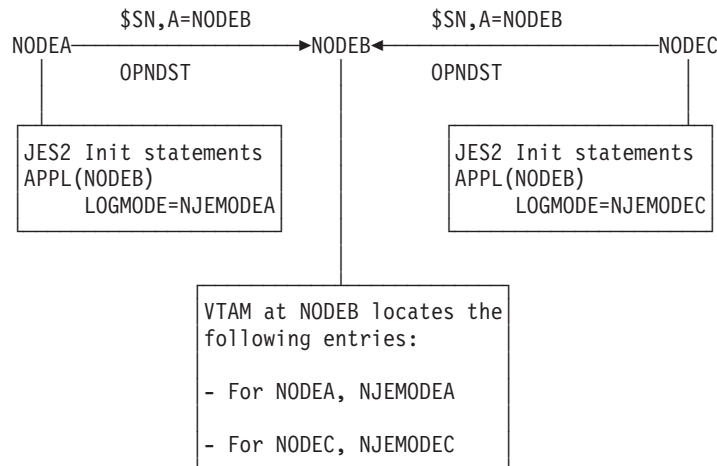 $SN,A=NODEB $SN,A=NODEB
NODEA NODEB NODEC
OPNDST OPNDST
JES2 Init statements
APPL(NODEB)
LOGMODE=NJEMODEA
JES2 Init statements
APPL(NODEB)
LOGMODE=NJEMODEC
VTAM at NODEB locates the
following entries:
- For NODEA, NJEMODEA
- For NODEC, NJEMODEC